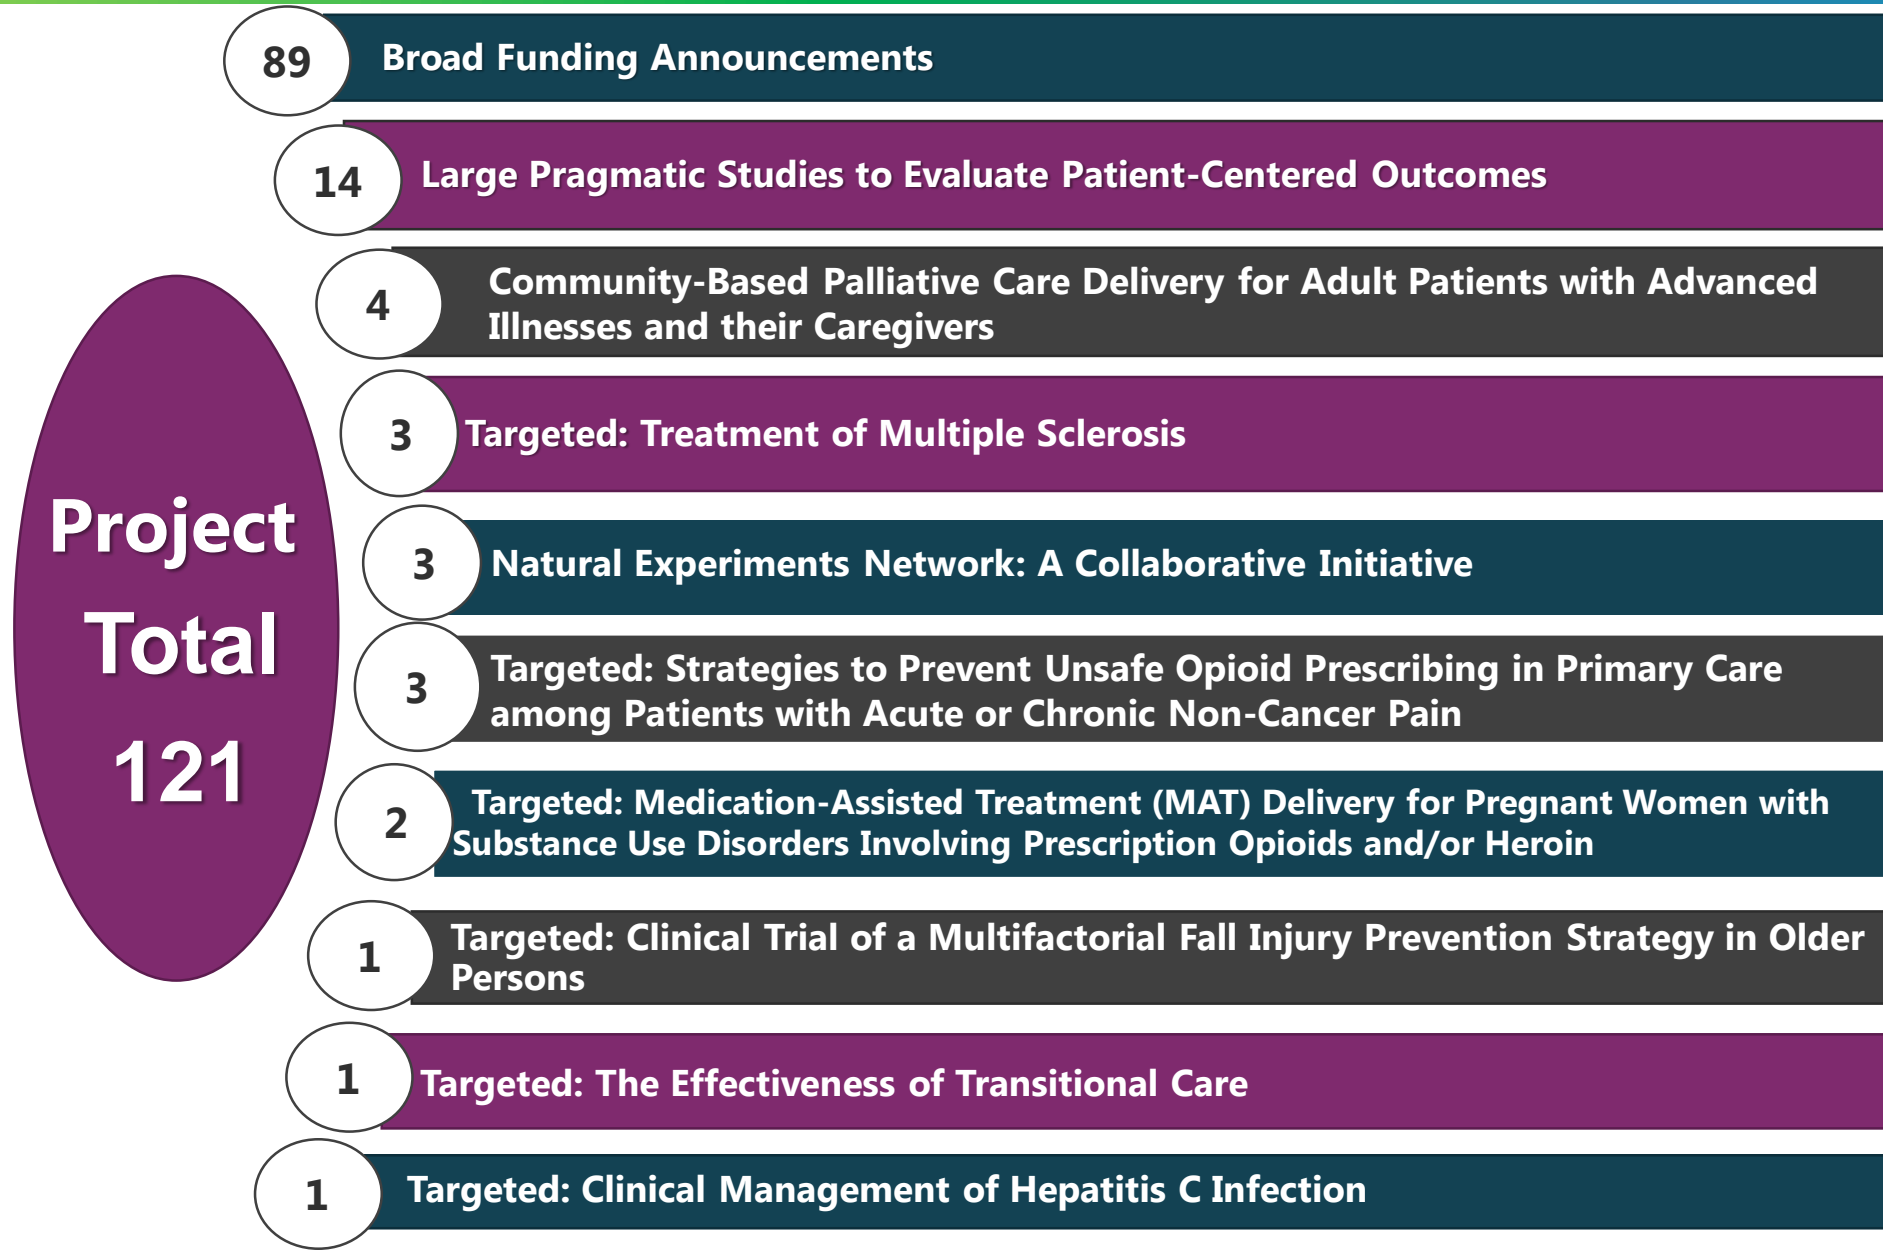 89
Broad Funding Announcements
14
Large Pragmatic Studies to Evaluate Patient-Centered Outcomes
4
Community-Based Palliative Care Delivery for Adult Patients with Advanced
Illnesses and their Caregivers
3
Targeted: Treatment of Multiple Sclerosis
Project
Total
121
3
Natural Experiments Network: A Collaborative Initiative
3
Targeted: Strategies to Prevent Unsafe Opioid Prescribing in Primary Care
among Patients with Acute or Chronic Non-Cancer Pain
2
Targeted: Medication-Assisted Treatment (MAT) Delivery for Pregnant Women with
Substance Use Disorders Involving Prescription Opioids and/or Heroin
1
Targeted: Clinical Trial of a Multifactorial Fall Injury Prevention Strategy in Older
Persons
1
Targeted: The Effectiveness of Transitional Care
1
Targeted: Clinical Management of Hepatitis C Infection